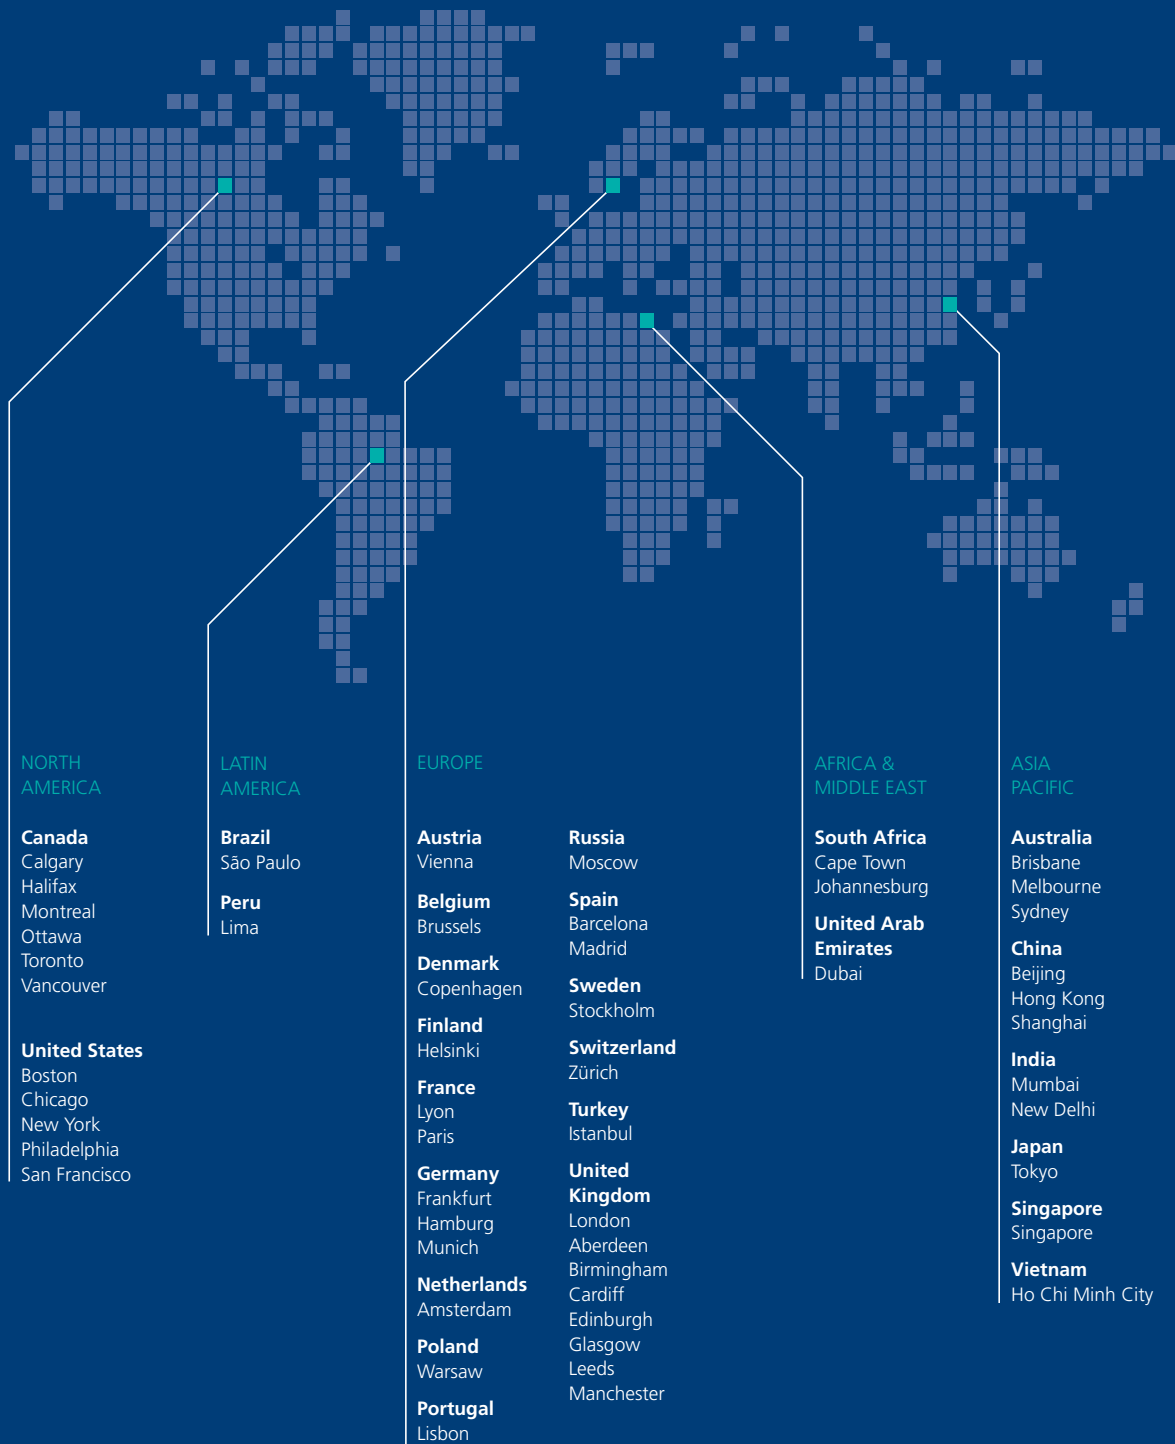 NORTH
AMERICA
Canada
Calgary
Halifax
Montreal
Ottawa
Toronto
Vancouver
United States
Boston
Chicago
New York
Philadelphia
San Francisco
LATIN
AMERICA
Brazil
São Paulo
Peru
Lima
EUROPE
Austria
Vienna
Belgium
Brussels
Denmark
Copenhagen
Finland
Helsinki
France
Lyon
Paris
Germany
Frankfurt
Hamburg
Munich
Netherlands
Amsterdam
Poland
Warsaw
Portugal
Lisbon
Russia
Moscow
Spain
Barcelona
Madrid
Sweden
Stockholm
Switzerland
Zürich
Turkey
Istanbul
United
Kingdom
London
Aberdeen
Birmingham
Cardiff
Edinburgh
Glasgow
Leeds
Manchester
AFRICA &
MIDDLE EAST
South Africa
Cape Town
Johannesburg
United Arab
Emirates
Dubai
ASIA
PACIFIC
Australia
Brisbane
Melbourne
Sydney
China
Beijing
Hong Kong
Shanghai
India
Mumbai
New Delhi
Japan
Tokyo
Singapore
Singapore
Vietnam
Ho Chi Minh City